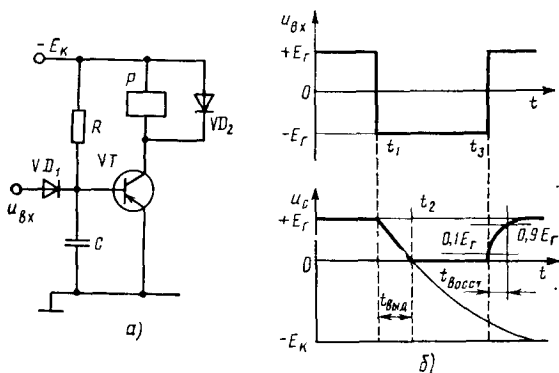 - Eк
P
VD₂
R
VT
VD₁
uвх
C
а)
uвх
+Eг
0
t
-Eг
t₁
t₃
uс
t₂
+Eг
0,1Eг
0,9Eг
0
t
tвыд
tвосст
-Eк
б)